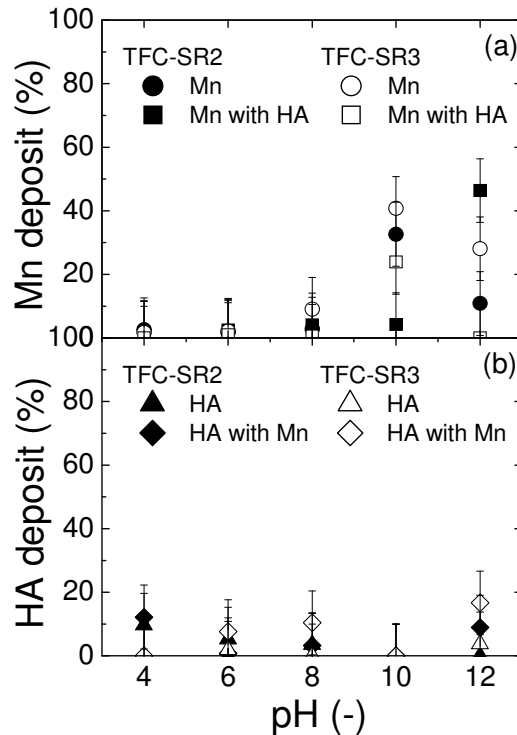 100
TFC-SR2 TFC-SR3 (a)
Mn Mn
80
Mn with HA Mn with HA
60
40
20
Mn deposit (%)
100
TFC-SR2 TFC-SR3 (b)
HA HA
80
HA with Mn HA with Mn
60
40
20
0
HA deposit (%)
4 6 8 10 12
pH (-)